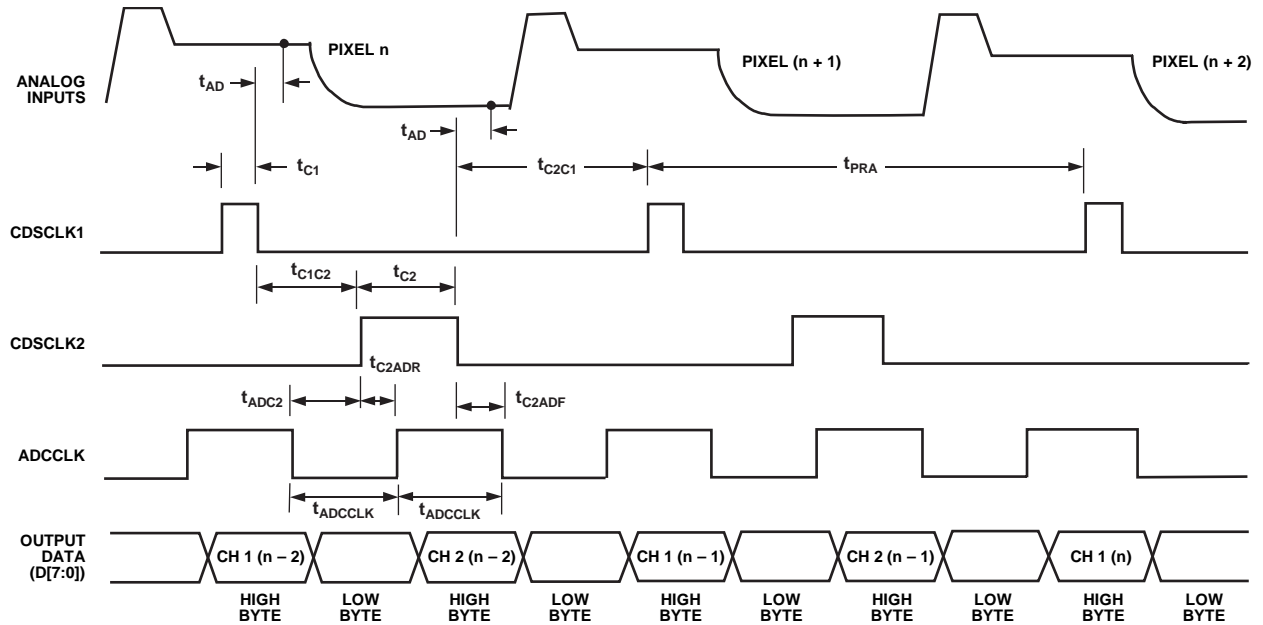 PIXEL n
PIXEL (n + 1)
PIXEL (n + 2)
ANALOG
INPUTS
tAD
tAD
tC1
tC2C1
tPRA
CDSCLK1
tC1C2
tC2
CDSCLK2
tC2ADR
tADC2
tC2ADF
ADCCLK
tADCCLK
tADCCLK
OUTPUT
DATA
(D[7:0])
CH 1 (n – 2)
CH 2 (n – 2)
CH 1 (n – 1)
CH 2 (n – 1)
CH 1 (n)
HIGH
BYTE
LOW
BYTE
HIGH
BYTE
LOW
BYTE
HIGH
BYTE
LOW
BYTE
HIGH
BYTE
LOW
BYTE
HIGH
BYTE
LOW
BYTE